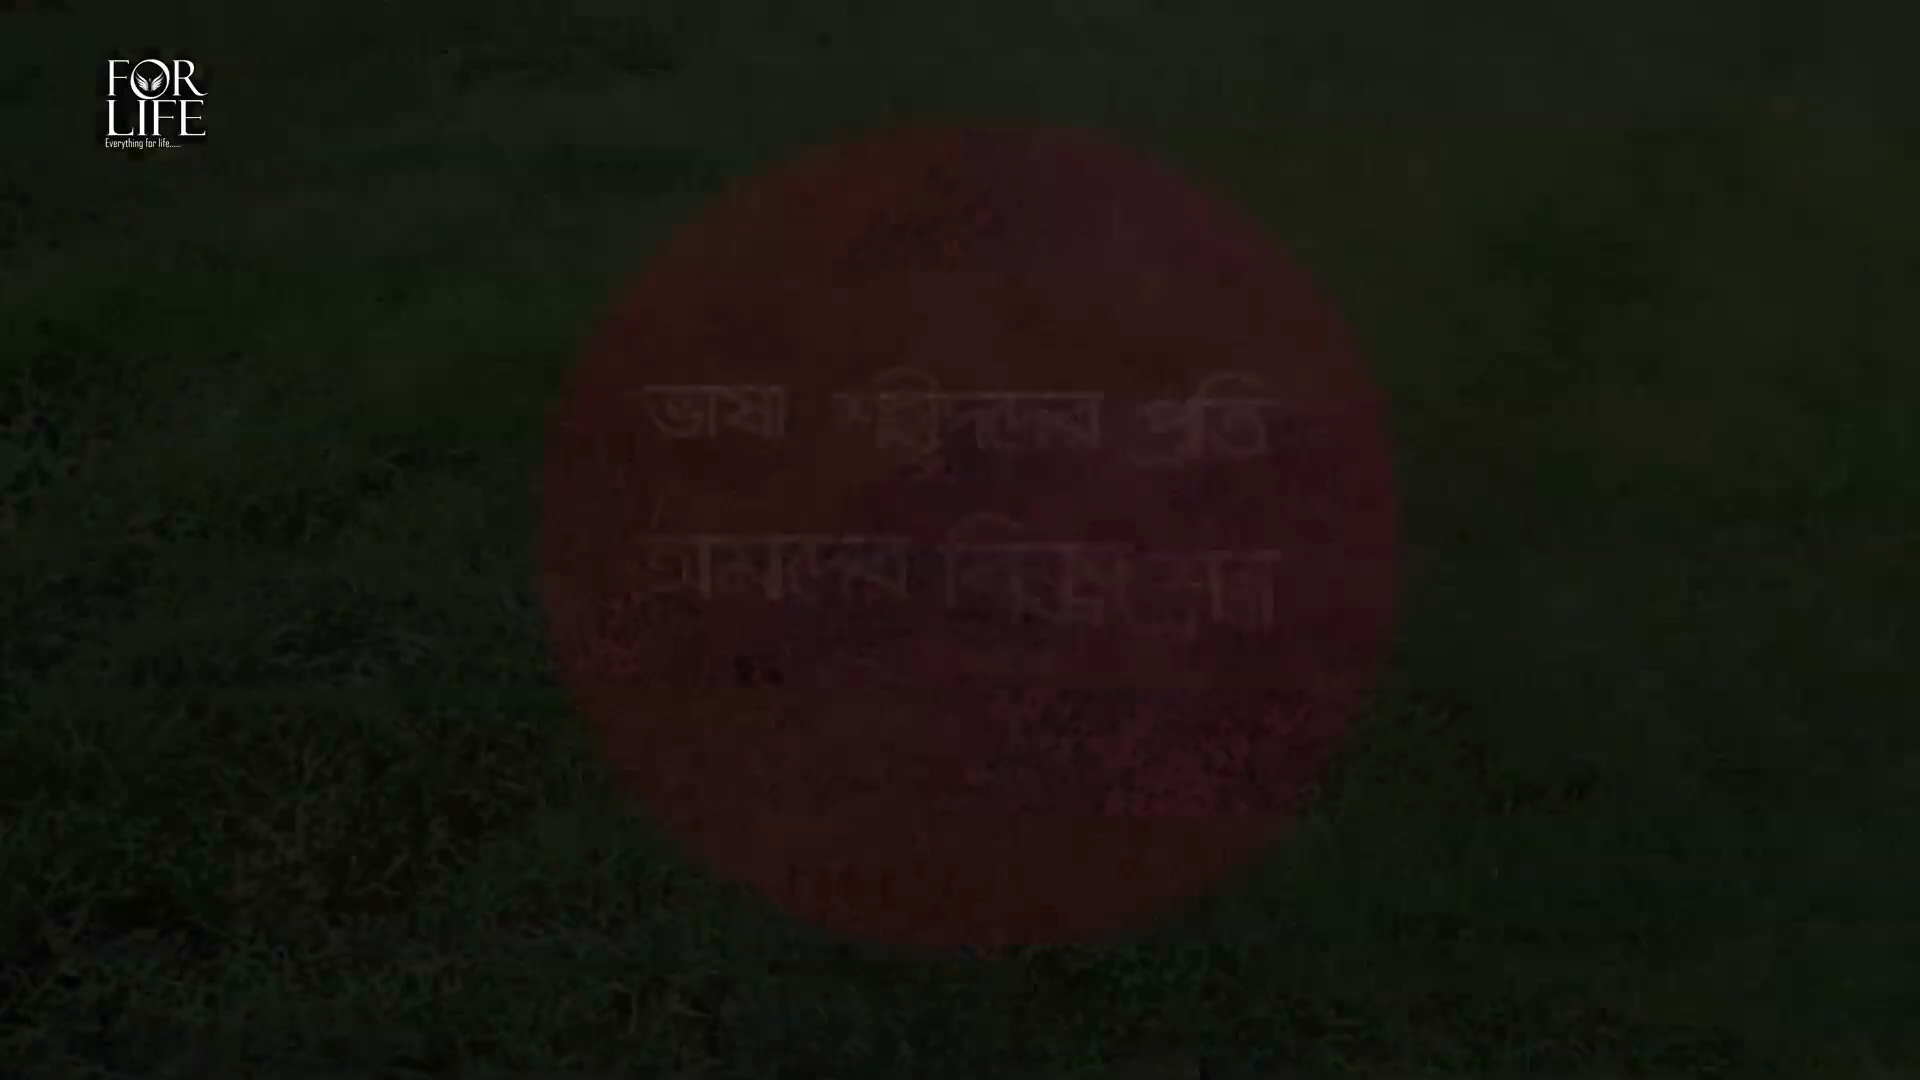 FOR
LIFE
Everything for life......
ভাষা শহীদদের প্রতি
আমাদের বিনম্র শ্রদ্ধা